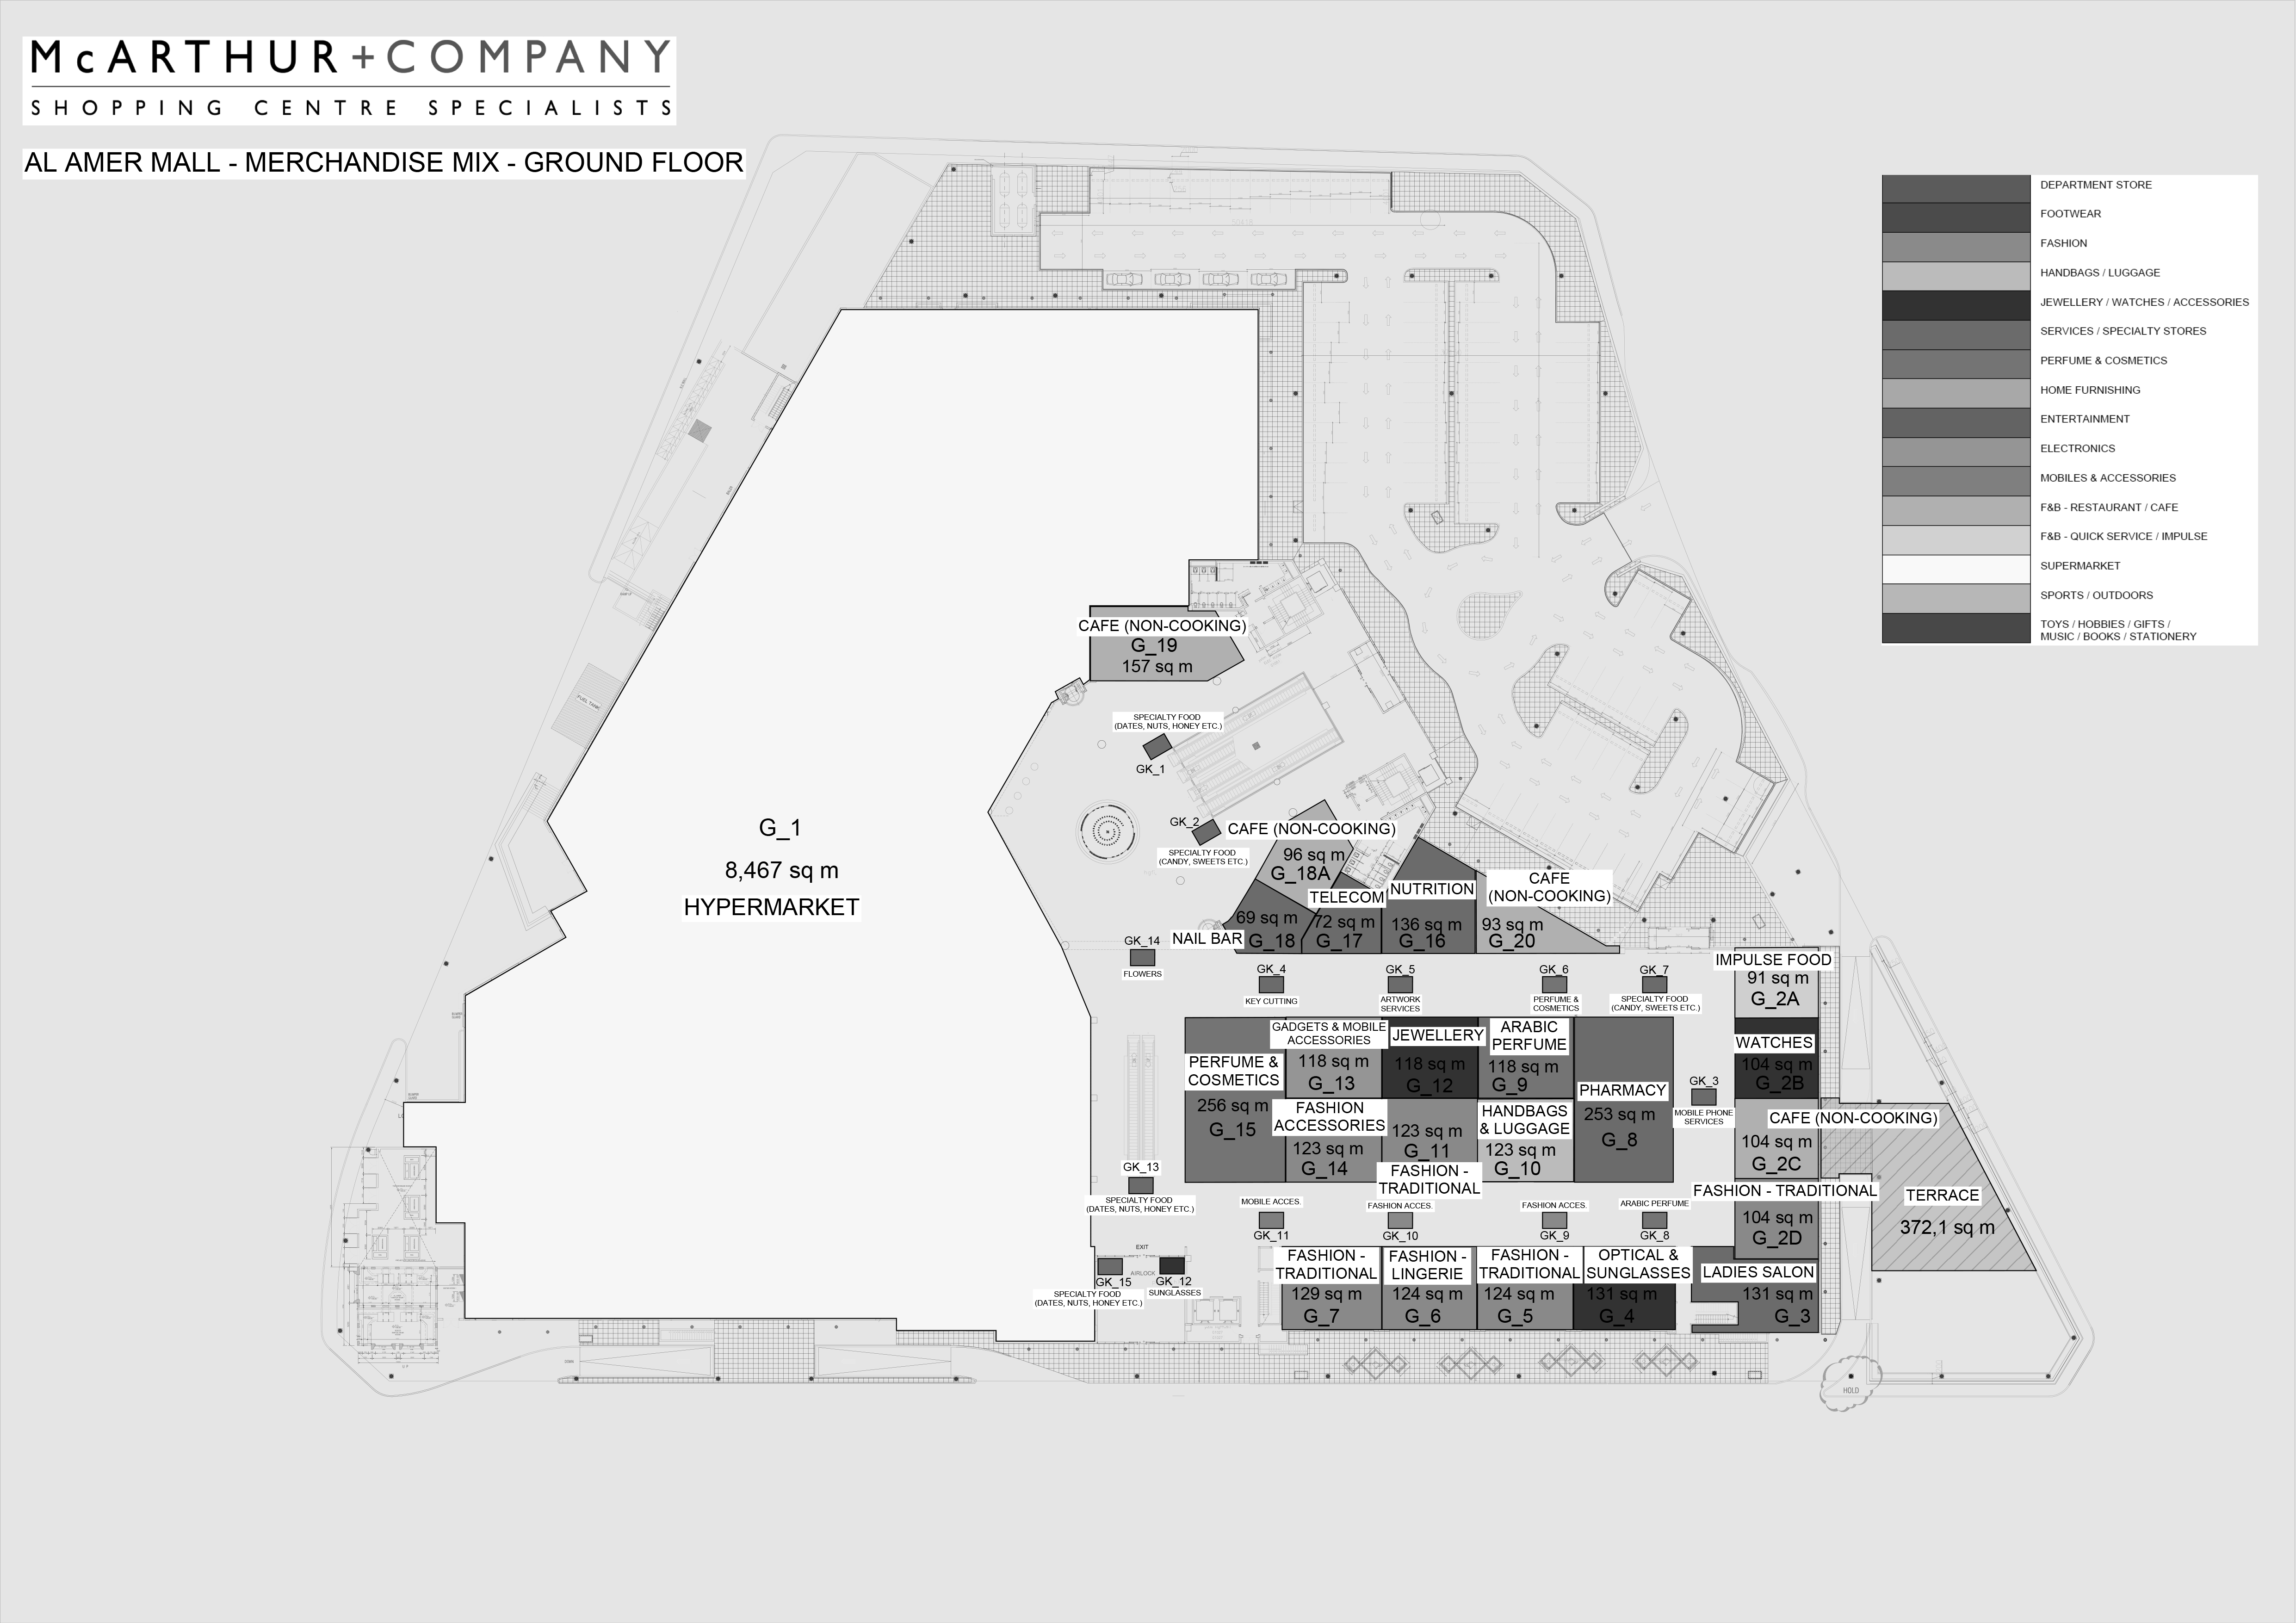 McARTHUR+COMPANY
SHOPPING CENTRE SPECIALISTS
AL AMER MALL - MERCHANDISE MIX - GROUND FLOOR
DEPARTMENT STORE
FOOTWEAR
FASHION
HANDBAGS / LUGGAGE
JEWELLERY / WATCHES / ACCESSORIES
SERVICES / SPECIALTY STORES
PERFUME & COSMETICS
HOME FURNISHING
ENTERTAINMENT
ELECTRONICS
MOBILES & ACCESSORIES
F&B - RESTAURANT / CAFE
F&B - QUICK SERVICE / IMPULSE
SUPERMARKET
SPORTS / OUTDOORS
TOYS / HOBBIES / GIFTS /
MUSIC / BOOKS / STATIONERY
CAFE (NON-COOKING)
G_19
157 sq m
FUEL TANK
SPECIALTY FOOD
(DATES, NUTS, HONEY ETC.)
GK_1
G_1
8,467 sq m
HYPERMARKET
GK_2
SPECIALTY FOOD
(CANDY, SWEETS ETC.)
CAFE (NON-COOKING)
96 sq m
G_18A
NAIL BAR
69 sq m
G_18
TELECOM
72 sq m
G_17
NUTRITION
136 sq m
G_16
CAFE
(NON-COOKING)
93 sq m
G_20
GK_14
FLOWERS
GK_4
KEY CUTTING
GK_5
ARTWORK
SERVICES
GK_6
PERFUME &
COSMETICS
GK_7
SPECIALTY FOOD
(CANDY, SWEETS ETC.)
IMPULSE FOOD
91 sq m
G_2A
PERFUME &
COSMETICS
256 sq m
G_15
GADGETS & MOBILE
ACCESSORIES
118 sq m
G_13
JEWELLERY
118 sq m
G_12
ARABIC
PERFUME
118 sq m
G_9
PHARMACY
253 sq m
G_8
GK_3
MOBILE PHONE
SERVICES
WATCHES
104 sq m
G_2B
FASHION
ACCESSORIES
123 sq m
G_14
123 sq m
G_11
FASHION -
TRADITIONAL
HANDBAGS
& LUGGAGE
123 sq m
G_10
CAFE (NON-COOKING)
104 sq m
G_2C
GK_13
SPECIALTY FOOD
(DATES, NUTS, HONEY ETC.)
MOBILE ACCES.
GK_11
FASHION ACCES.
GK_10
FASHION ACCES.
GK_9
ARABIC PERFUME
GK_8
FASHION - TRADITIONAL
104 sq m
G_2D
TERRACE
372,1 sq m
EXIT
AIRLOCK
GK_15
SPECIALTY FOOD
(DATES, NUTS, HONEY ETC.)
GK_12
SUNGLASSES
FASHION -
TRADITIONAL
129 sq m
G_7
FASHION -
LINGERIE
124 sq m
G_6
FASHION -
TRADITIONAL
124 sq m
G_5
OPTICAL &
SUNGLASSES
131 sq m
G_4
LADIES SALON
131 sq m
G_3
HOLD